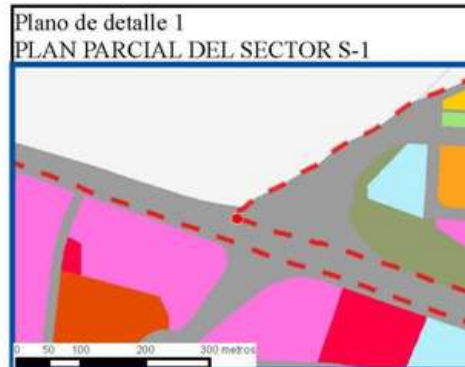 Plano de detalle 1
PLAN PARCIAL DEL SECTOR S-1
0 50 100 200 300 metros